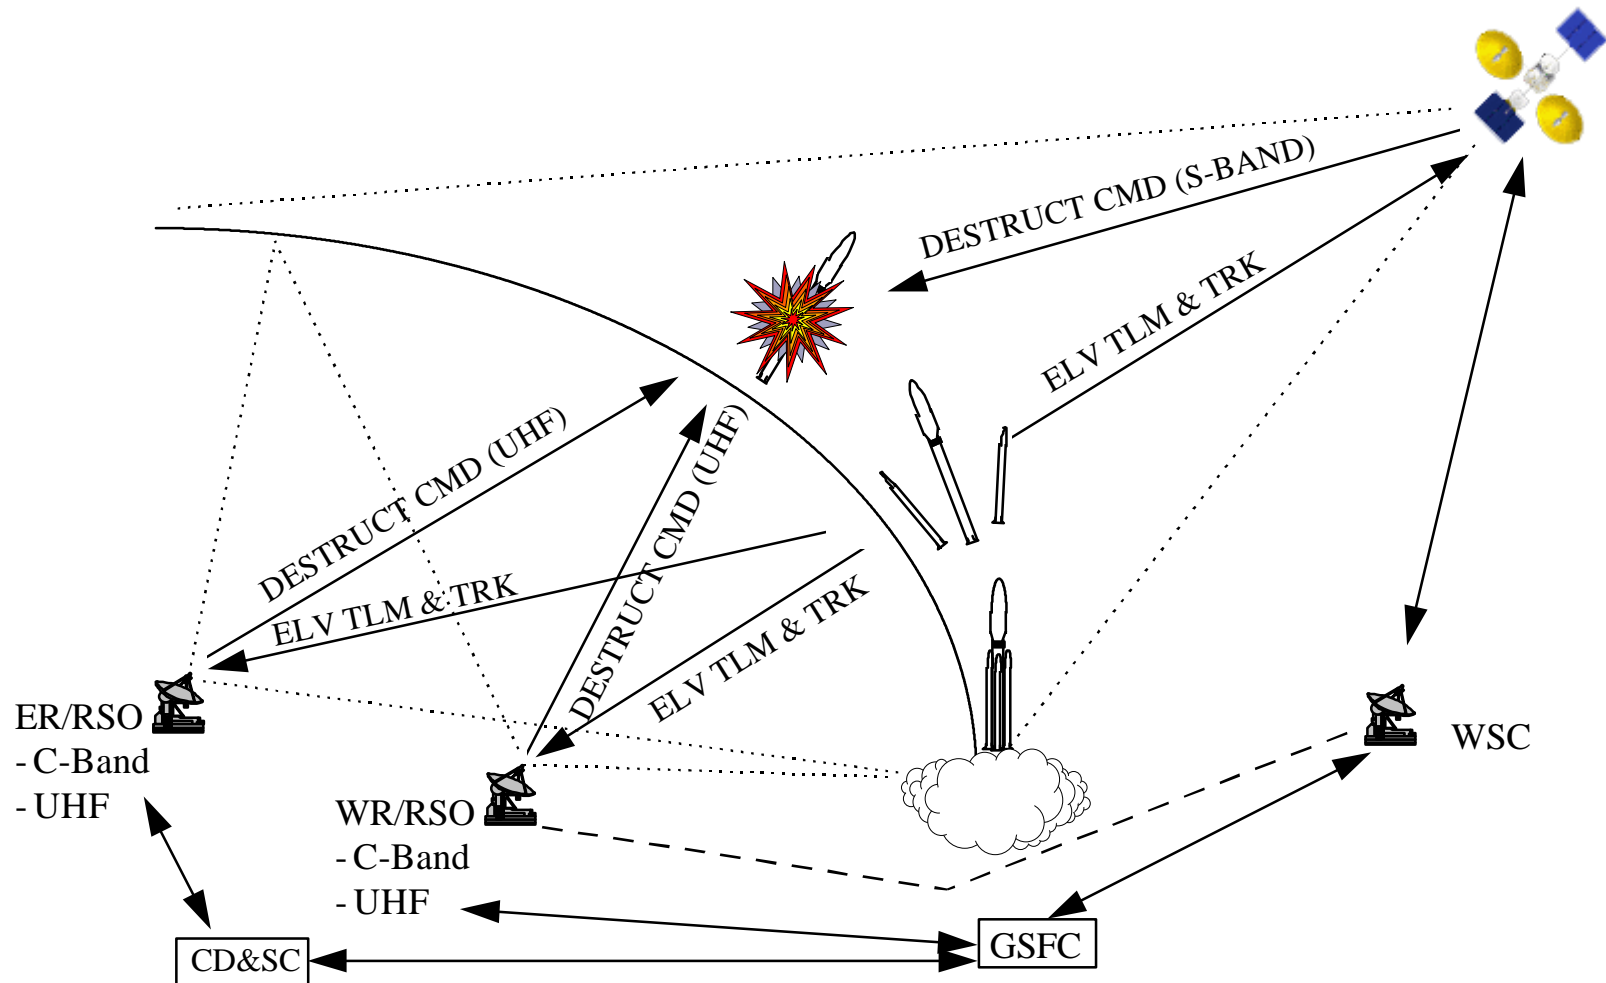 DESTRUCT CMD (S-BAND)
ELV TLM & TRK
DESTRUCT CMD (UHF)
DESTRUCT CMD (UHF)
ELV TLM & TRK
ELV TLM & TRK
ER/RSO
- C-Band
- UHF
WSC
WR/RSO
- C-Band
- UHF
CD&SC
GSFC